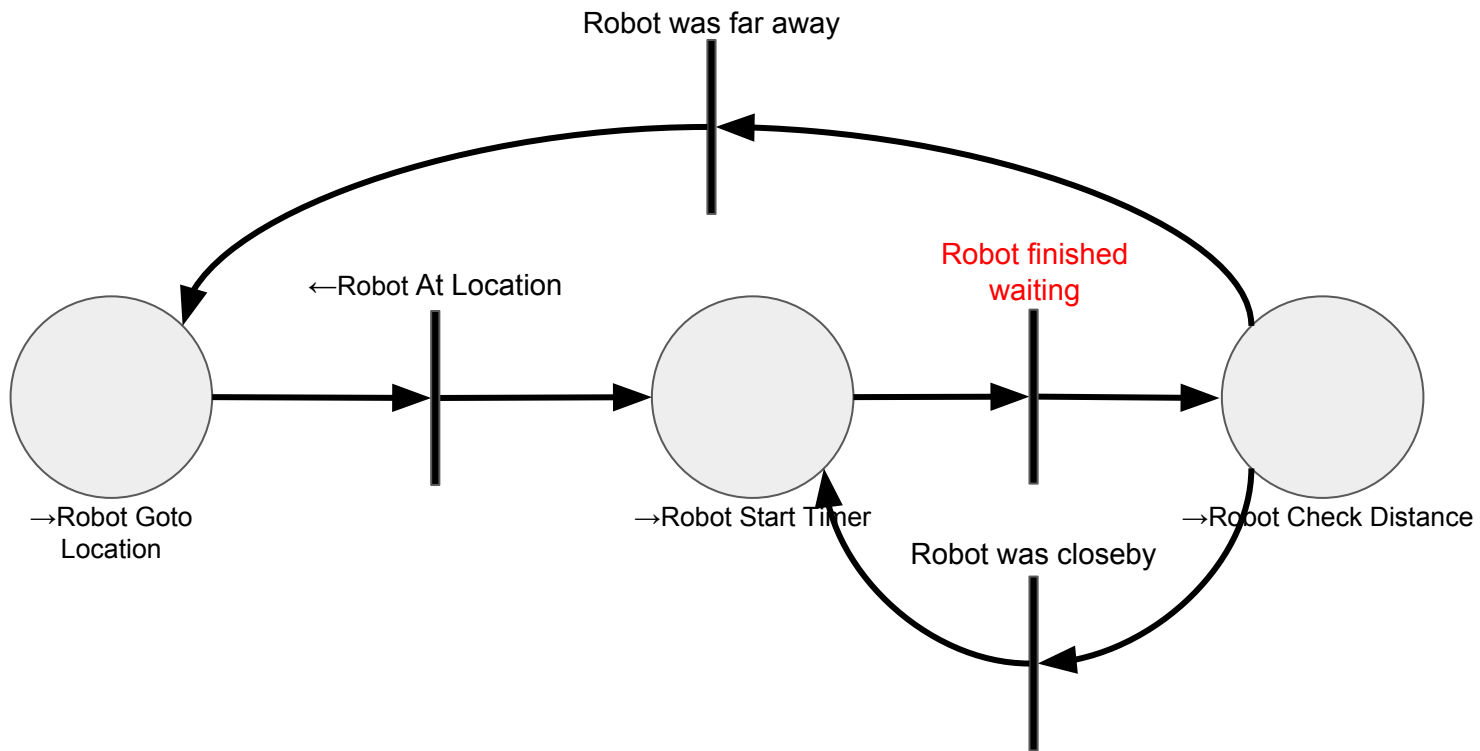 Robot was far away
←Robot At Location
Robot finished
waiting
→Robot Goto
Location
→Robot Start Timer
→Robot Check Distance
Robot was closeby